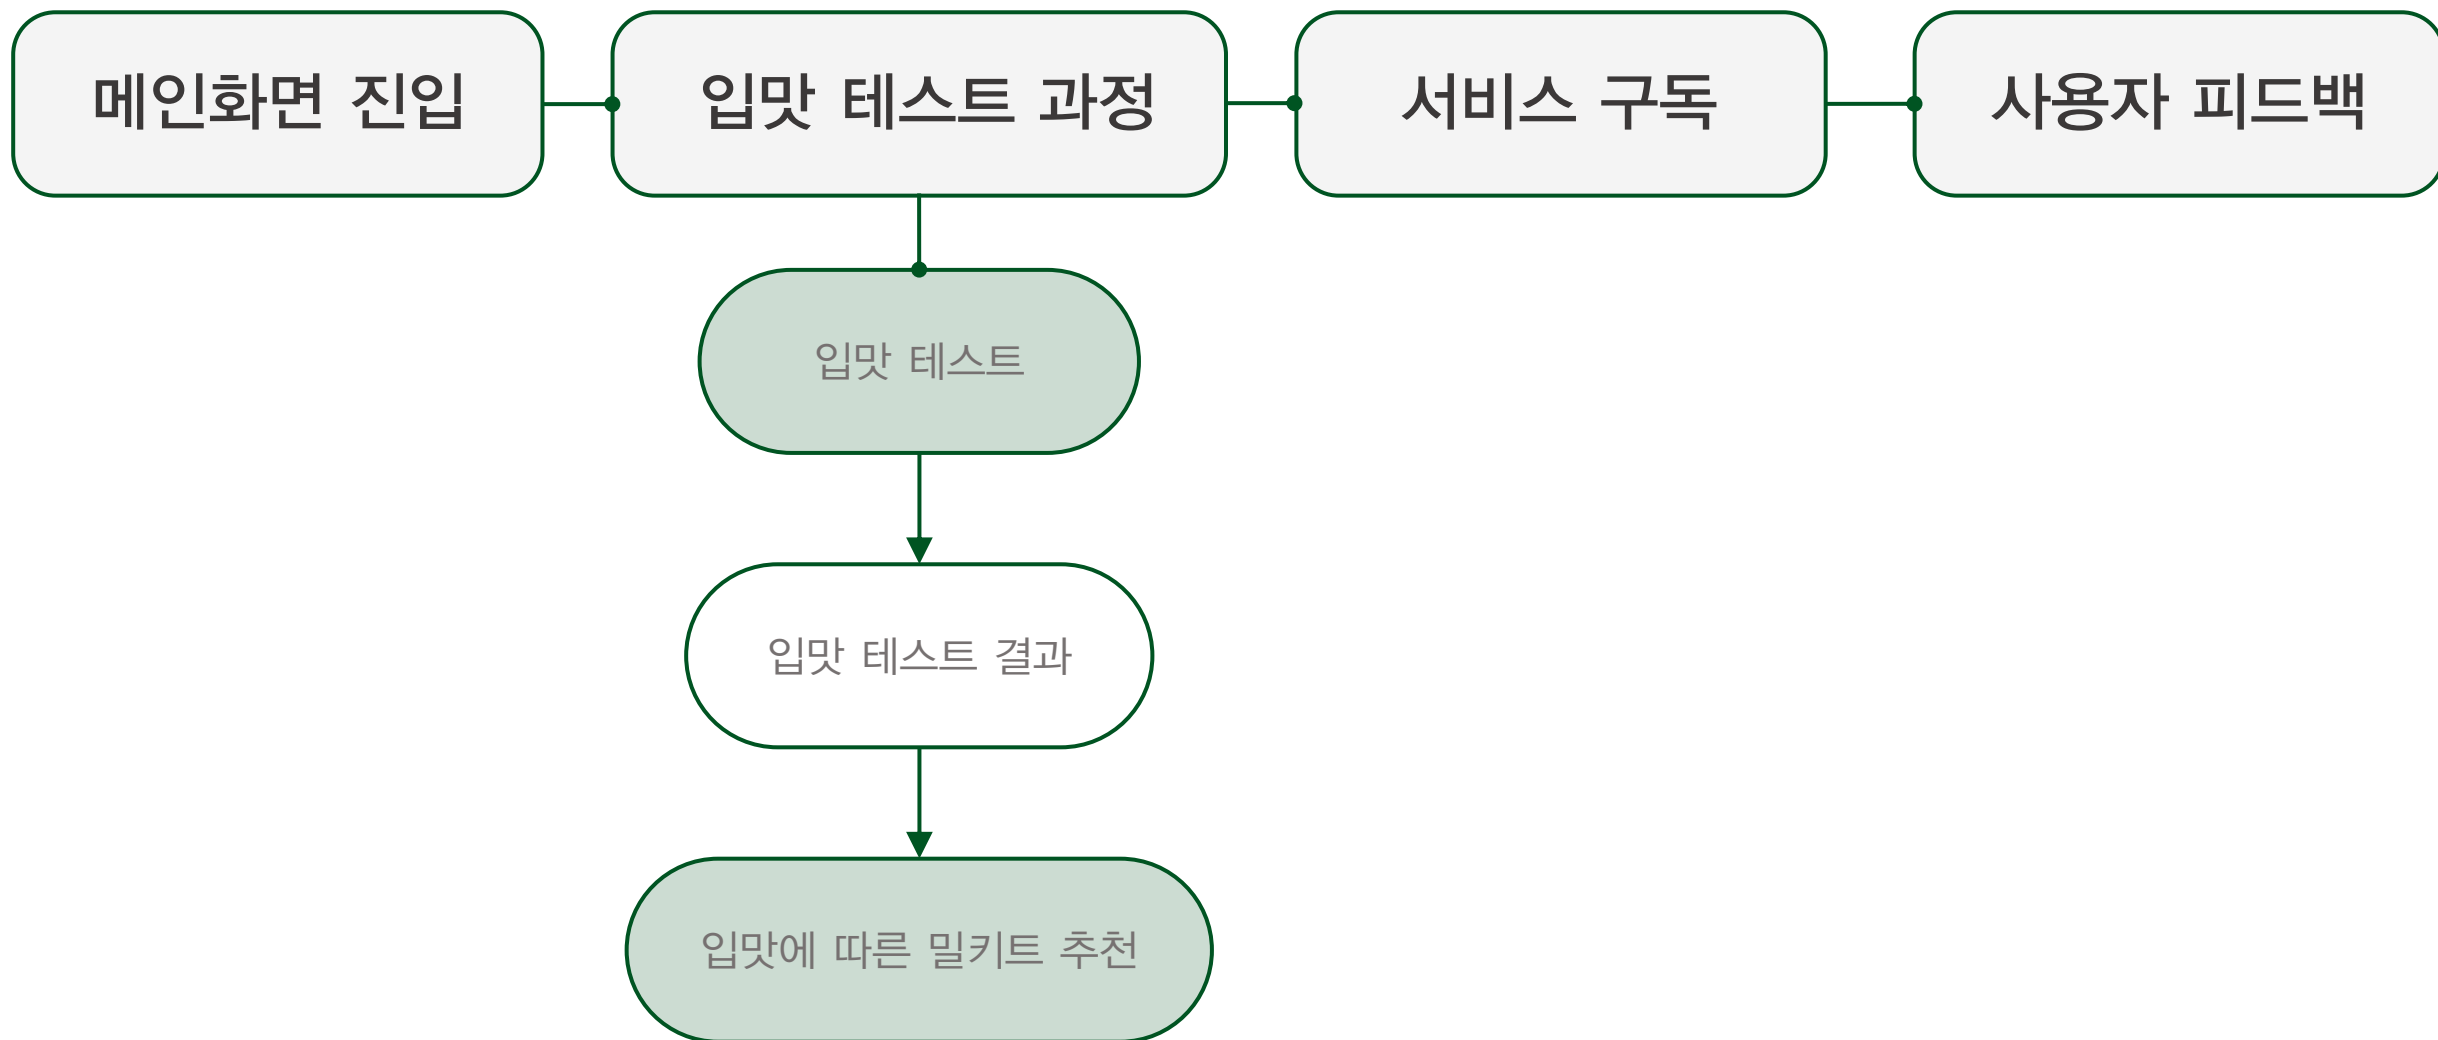 메인화면 진입
입맛 테스트 과정
서비스 구독
사용자 피드백
입맛 테스트
입맛 테스트 결과
입맛에 따른 밀키트 추천